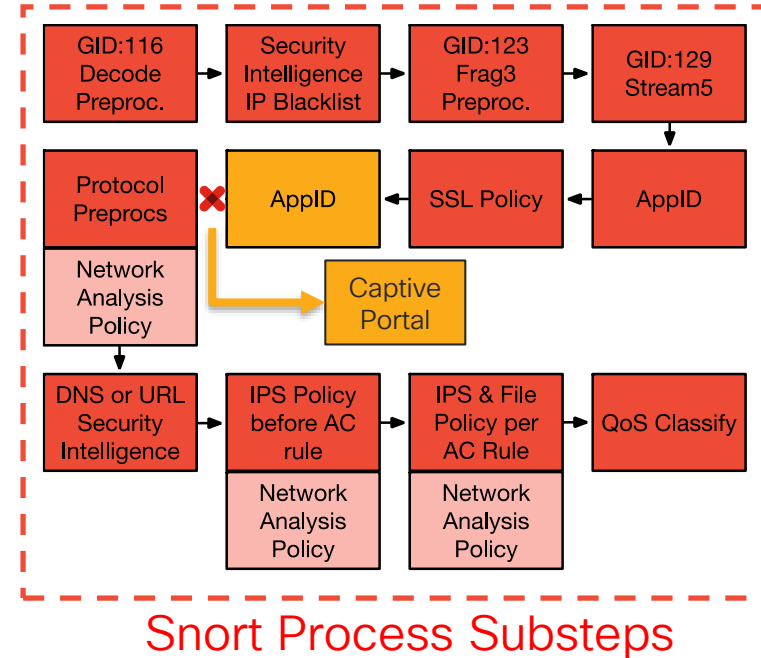 GID:116
Decode
Preproc.
Security
Intelligence
IP Blacklist
GID:123
Frag3
Preproc.
GID:129
Stream5
Protocol
Preprocs
AppID
SSL Policy
AppID
Network
Analysis
Policy
Captive
Portal
DNS or URL
Security
Intelligence
IPS Policy
before AC
rule
IPS & File
Policy per
AC Rule
QoS Classify
Network
Analysis
Policy
Network
Analysis
Policy
Snort Process Substeps